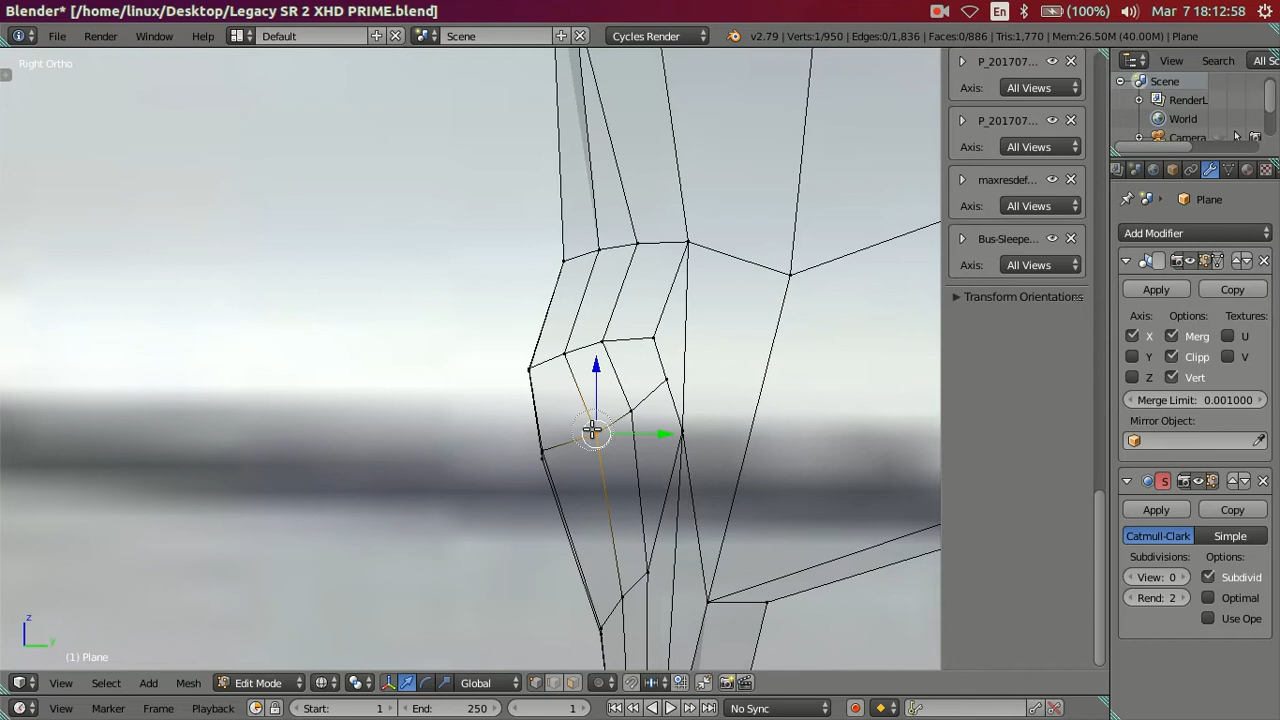 Blender* [/home/linux/Desktop/Legacy SR 2 XHD PRIME.blend]
En (100%) Mar 7 18:12:58
File Render Window Help Default Scene Cycles Render v2.79 | Verts:1/950 | Edges:0/1,836 | Faces:0/886 | Tris:1,770 | Mem:26.50M (40.00M) | Plane
View Search All Sc
Right Ortho
P_201707...
Axis: All Views
P_201707...
Axis: All Views
maxresdef...
Axis: All Views
Bus-Sleepe...
Axis: All Views
Transform Orientations
Scene
RenderL
World
Camera
Plane
Add Modifier
Apply Copy
Axis: Options: Textures:
X Merg U
Y Clipp V
Z Vert
Merge Limit: 0.001000
Mirror Object:
S
Apply Copy
Catmull-Clark Simple
Subdivisions: Options:
View: 0 Subdivid
Rend: 2 Optimal
Use Ope
z
y
(1) Plane
View Select Add Mesh Edit Mode Global
View Marker Frame Playback Start: 1 End: 250 1 No Sync